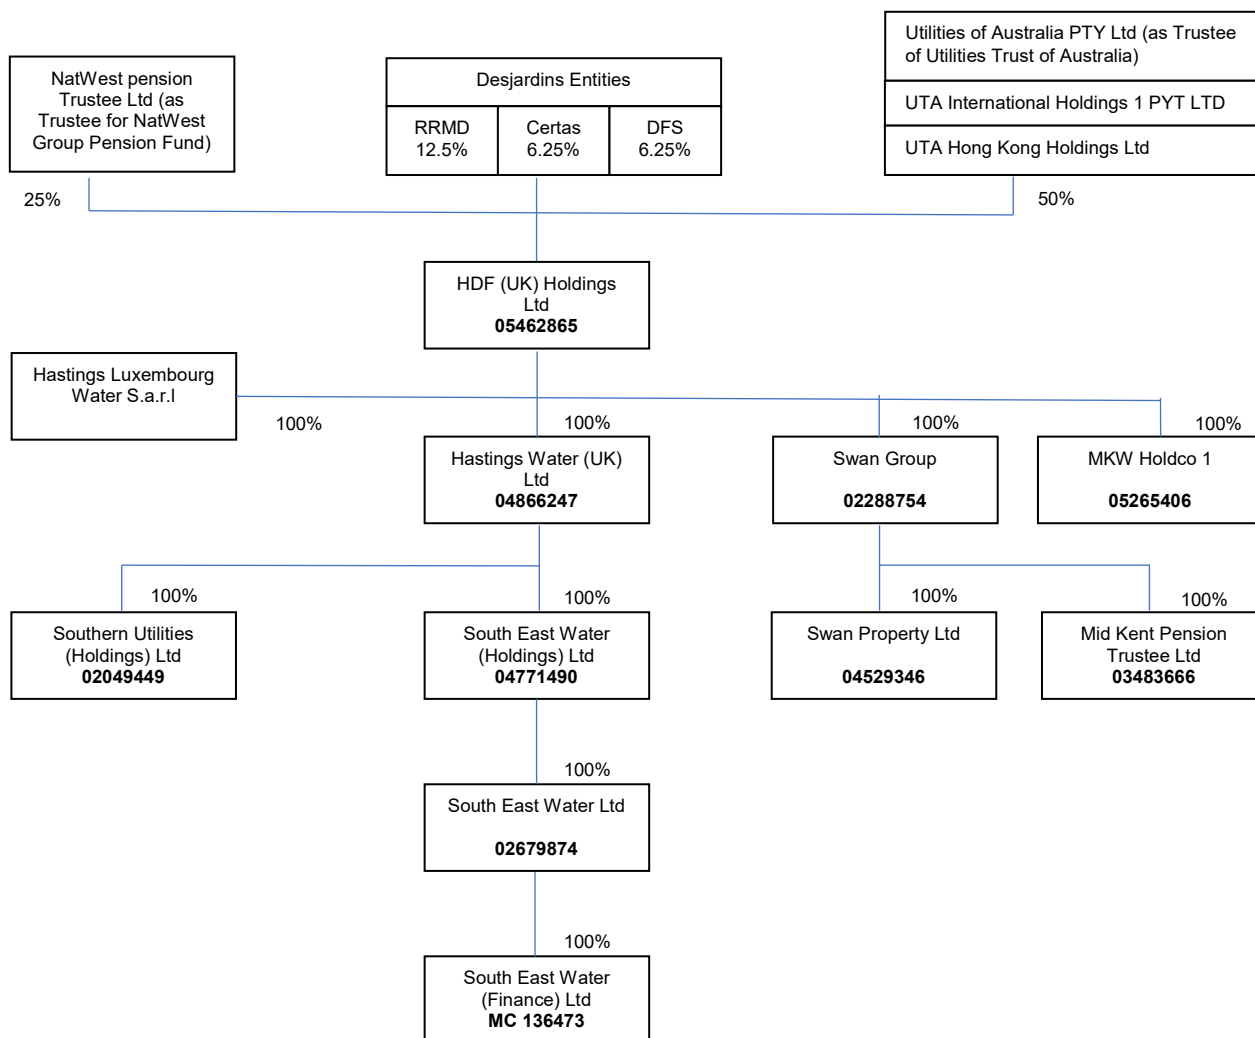 NatWest pension
Trustee Ltd (as
Trustee for NatWest
Group Pension Fund)
Desjardins Entities
RRMD
12.5%
Certas
6.25%
DFS
6.25%
Utilities of Australia PTY Ltd (as Trustee
of Utilities Trust of Australia)
UTA International Holdings 1 PYT LTD
UTA Hong Kong Holdings Ltd
25%
50%
HDF (UK) Holdings
Ltd
05462865
Hastings Luxembourg
Water S.a.r.l
100%
100%
100%
100%
Hastings Water (UK)
Ltd
04866247
Swan Group
02288754
MKW Holdco 1
05265406
100%
100%
100%
100%
Southern Utilities
(Holdings) Ltd
02049449
South East Water
(Holdings) Ltd
04771490
Swan Property Ltd
04529346
Mid Kent Pension
Trustee Ltd
03483666
100%
South East Water Ltd
02679874
100%
South East Water
(Finance) Ltd
MC 136473